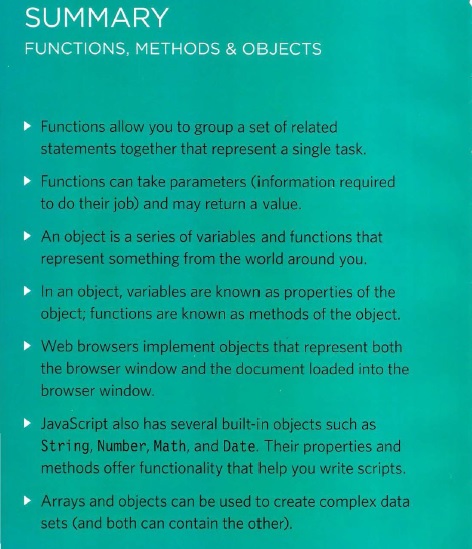 SUMMARY
FUNCTIONS, METHODS & OBJECTS
Functions allow you to group a set of related
statements together that represent a single task.
Functions can take parameters (information required
to do their job) and may return a value.
An object is a series of variables and functions that
represent something from the world around you.
In an object, variables are known as properties of the
object; functions are known as methods of the object.
Web browsers implement objects that represent both
the browser window and the document loaded into the
browser window.
JavaScript also has several built-in objects such as
String, Number, Math, and Date. Their properties and
methods offer functionality that help you write scripts.
Arrays and objects can be used to create complex data
sets (and both can contain the other).